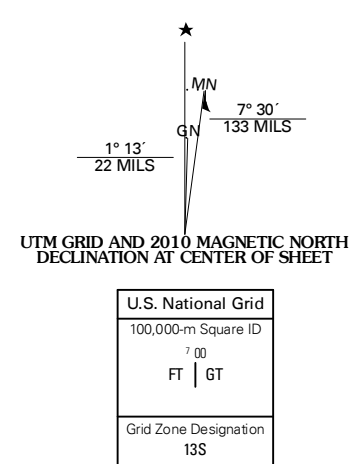 ★
MN
7° 30´
133 MILS
GN
1° 13´
22 MILS
UTM GRID AND 2010 MAGNETIC NORTH
DECLINATION AT CENTER OF SHEET
U.S. National Grid
100,000-m Square ID
7 00
FT | GT
Grid Zone Designation
13S